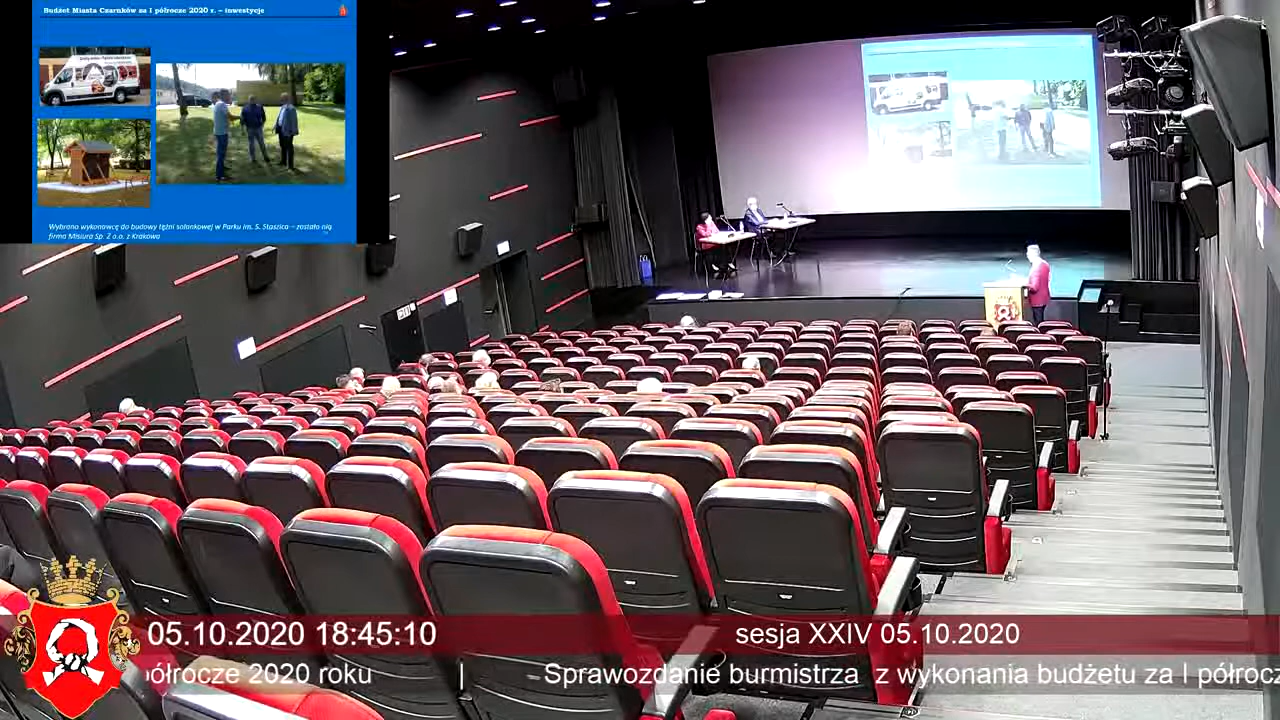 Budżet Miasta Czarnków za I półrocze 2020 r. – inwestycje
Wybrano wykonawcę do budowy tężni solankowej w Parku im. S. Staszica – zostało nią
firma Misiura Sp. Z o.o. z Krakowa
05.10.2020 18:45:10
sesja XXIV 05.10.2020
półrocze 2020 roku | Sprawozdanie burmistrza z wykonania budżetu za I półrocz